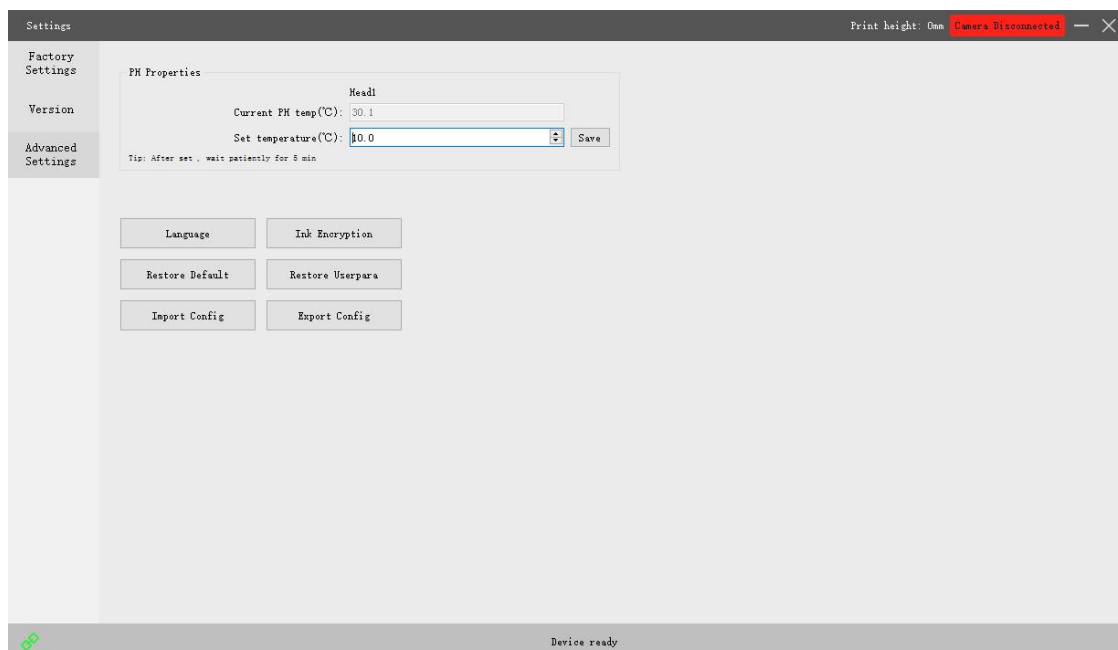 Settings
Print height: 0mm Camera Disconnected
Factory
Settings
Version
Advanced
Settings
PH Properties
Head1
Current PH temp(℃): 30.1
Set temperature(℃): 10.0 Save
Tip: After set , wait patiently for 5 min
Language Ink Encryption
Restore Default Restore Userpara
Import Config Export Config
Device ready